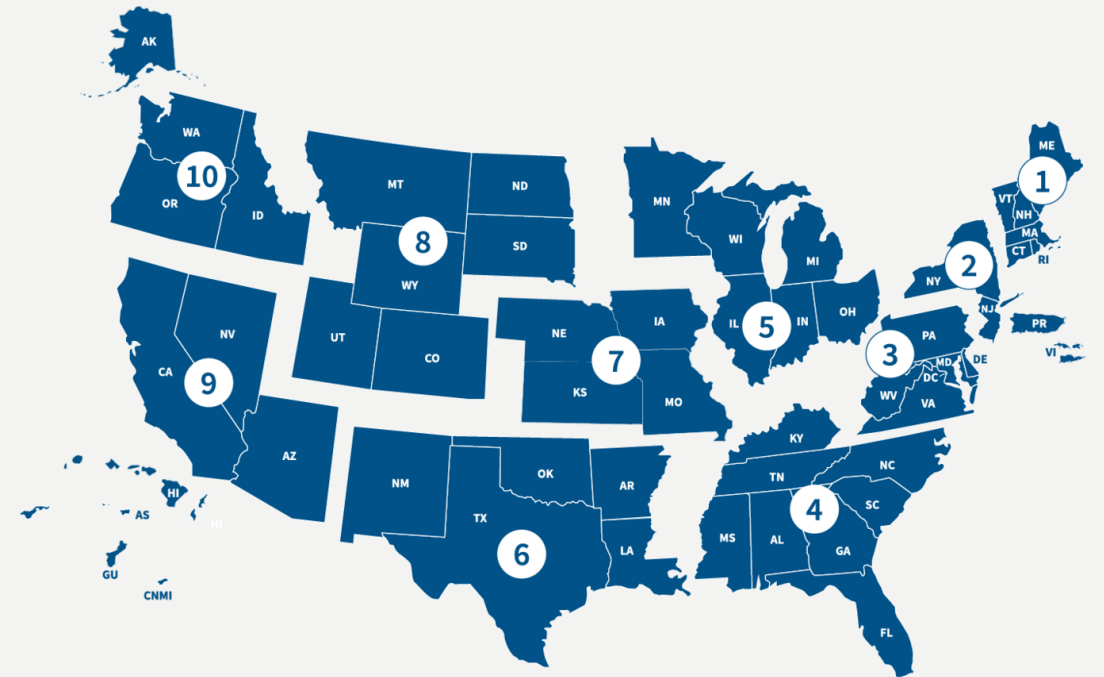 AK
WA
10
OR
ID
MT
ND
8
SD
WY
UT
CO
MN
WI
MI
5
IL
IN
OH
ME
1
VT
NH
MA
CT
RI
2
NY
NJ
PR
VI
3
PA
MD
DE
DC
WV
VA
NE
IA
7
KS
MO
NV
CA
9
AZ
HI
AS
HI
GU
CNMI
NM
OK
AR
TX
6
LA
KY
TN
NC
4
SC
MS
AL
GA
FL